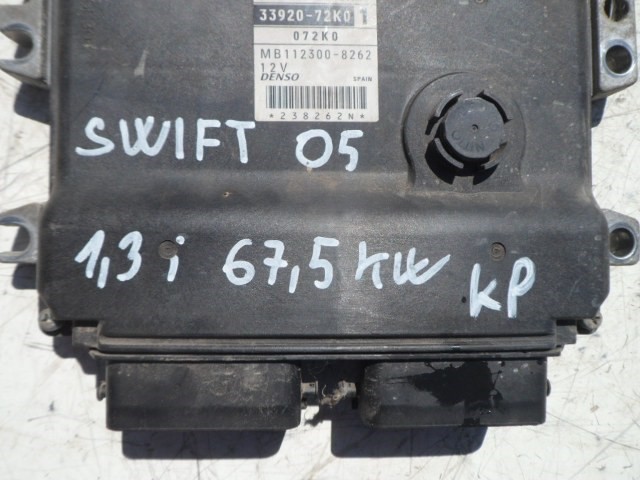 33920-72K0 1
072K0
MB112300-8262
12V
DENSO SPAIN
*238262N*
SWIFT 05
1,3 i 67,5 kW KP